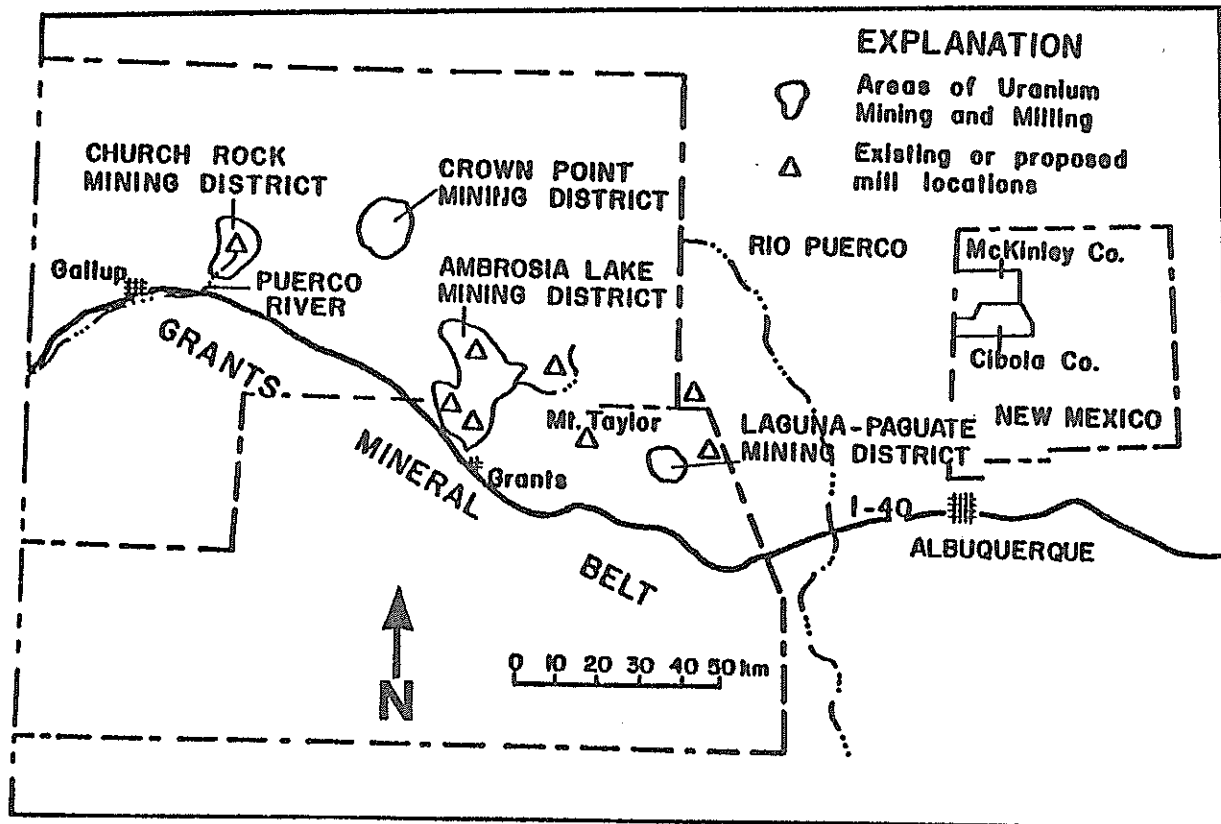 EXPLANATION
Areas of Uranium
Mining and Milling
Existing or proposed
mill locations
CHURCH ROCK
MINING DISTRICT
CROWN POINT
MINING DISTRICT
RIO PUERCO
McKinley Co.
Gallup
PUERCO
RIVER
AMBROSIA LAKE
MINING DISTRICT
GRANTS
Cibola Co.
Mt. Taylor
LAGUNA-PAGUATE
MINING DISTRICT
NEW MEXICO
MINERAL
Grants
I-40
ALBUQUERQUE
BELT
0 10 20 30 40 50 km
N